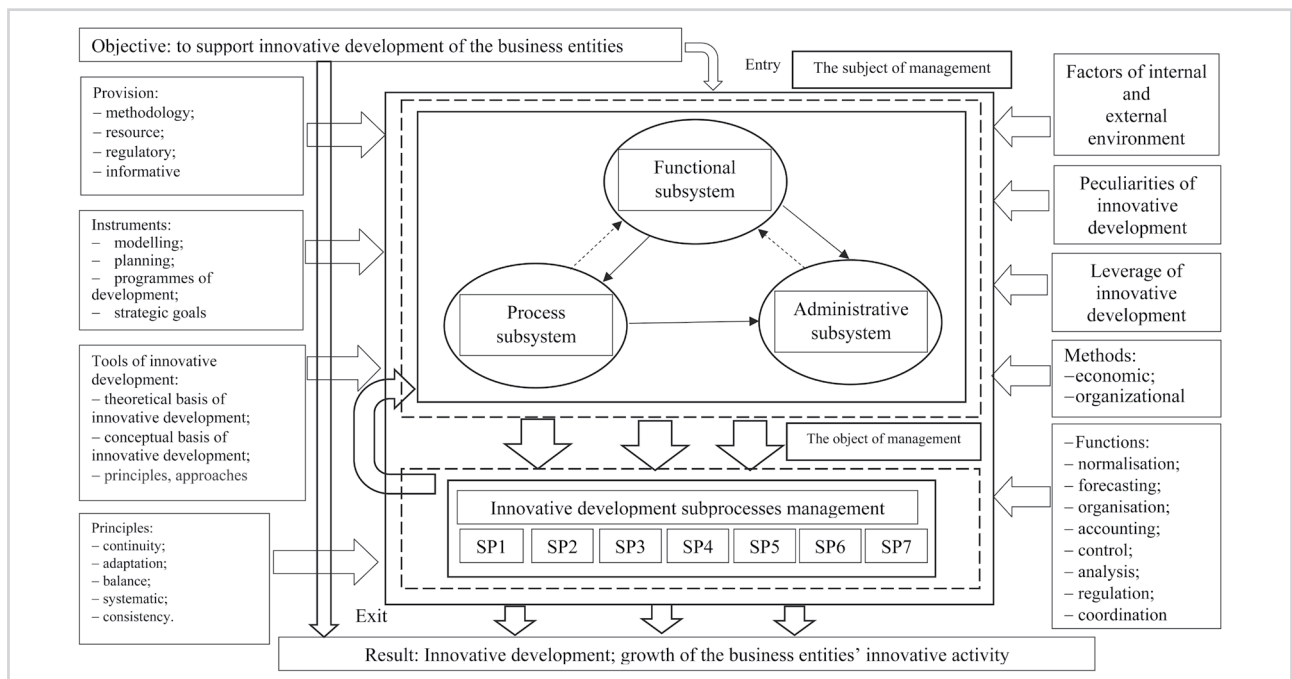 Objective: to support innovative development of the business entities
Entry
The subject of management
Provision:
– methodology;
– resource;
– regulatory;
– informative
Instruments:
– modelling;
– planning;
– programmes of
development;
– strategic goals
Tools of innovative
development:
– theoretical basis of
innovative development;
– conceptual basis of
innovative development;
– principles, approaches
Principles:
– continuity;
– adaptation;
– balance;
– systematic;
– consistency.
Functional
subsystem
Process
subsystem
Administrative
subsystem
The object of management
Innovative development subprocesses management
SP1
SP2
SP3
SP4
SP5
SP6
SP7
Factors of internal
and
external
environment
Peculiarities of
innovative
development
Leverage of
innovative
development
Methods:
–economic;
–organizational
–Functions:
– normalisation;
– forecasting;
– organisation;
– accounting;
– control;
– analysis;
– regulation;
– coordination
Exit
Result: Innovative development; growth of the business entities’ innovative activity